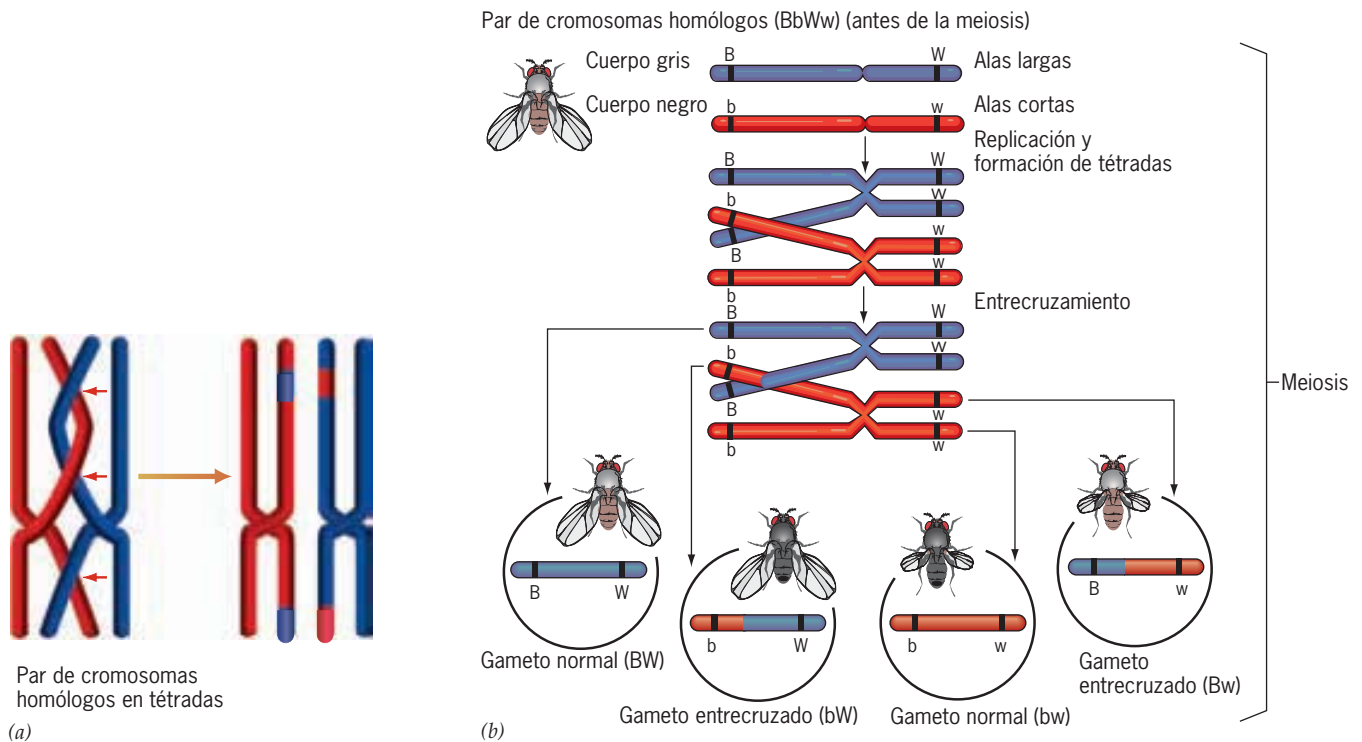 Par de cromosomas homólogos (BbWw) (antes de la meiosis)
B
W
Cuerpo gris
Alas largas
Cuerpo negro
b
w
Alas cortas
Replicación y
formación de tétradas
B
W
b
W
w
B
w
b
Entrecruzamiento
B
W
b
W
B
w
b
w
Meiosis
B
W
Gameto normal (BW)
b
W
Gameto entrecruzado (bW)
b
w
Gameto normal (bw)
B
w
Gameto
entrecruzado (Bw)
Par de cromosomas
homólogos en tétradas
(a)
(b)